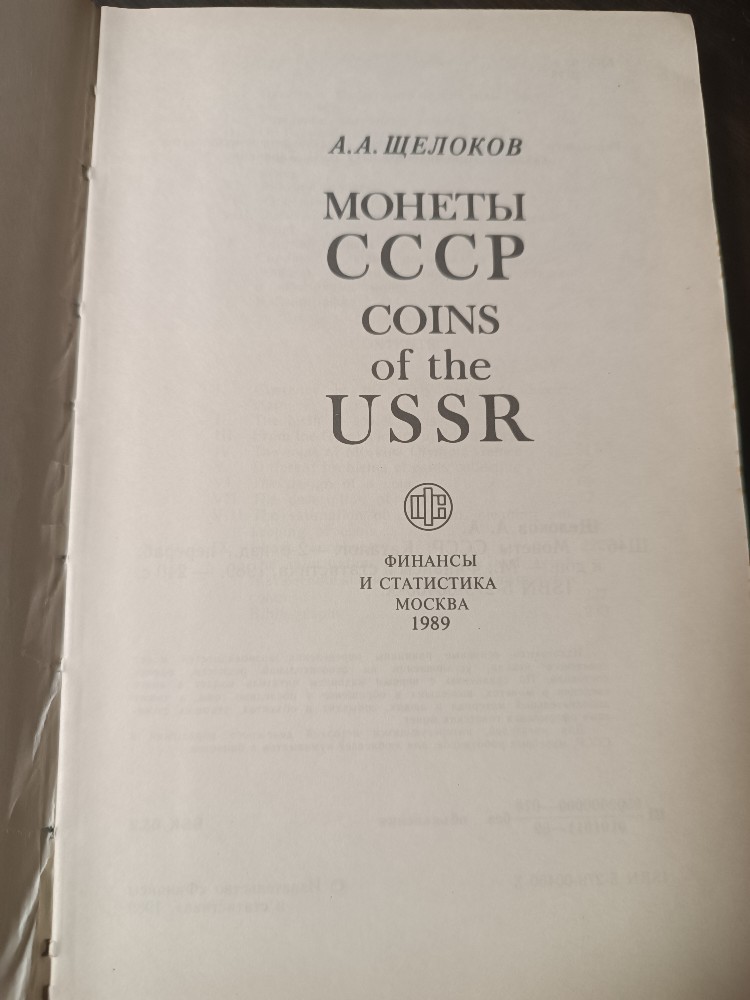 А.А. ЩЕЛОКОВ
МОНЕТЫ
СССР
COINS
of the
USSR
ФИНАНСЫ
И СТАТИСТИКА
МОСКВА
1989